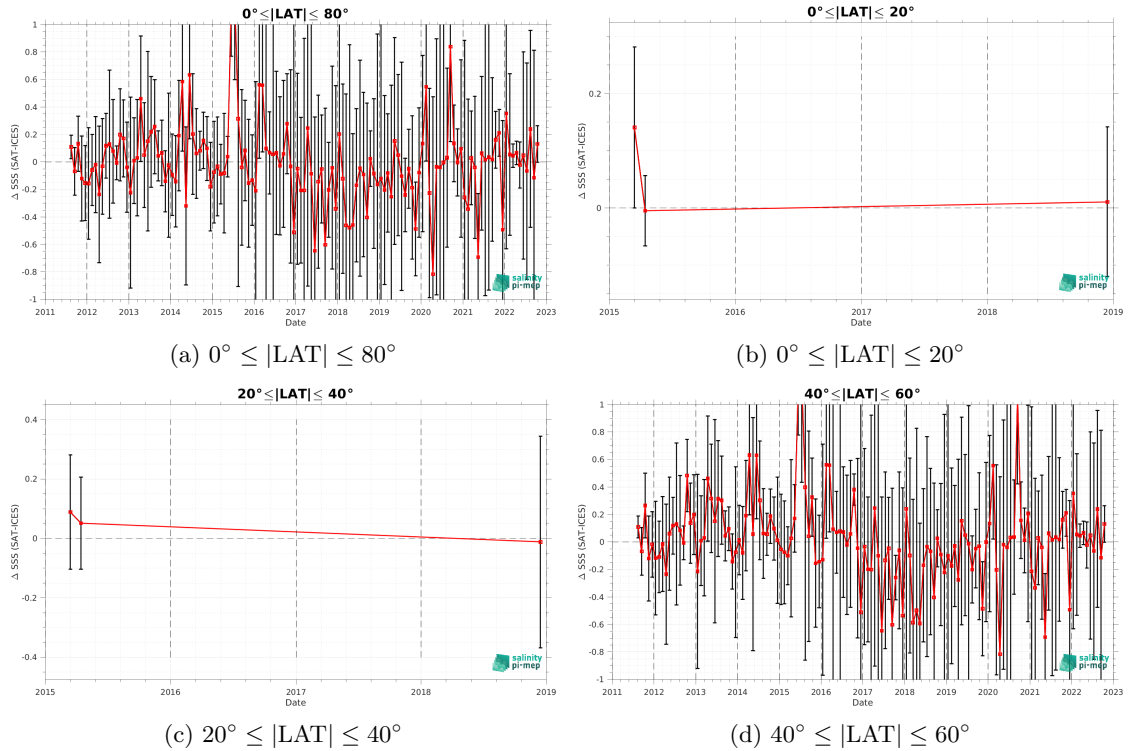 0°≤|LAT|≤ 80°
Δ SSS (SAT-ICES)
1
0.8
0.6
0.4
0.2
0
-0.2
-0.4
-0.6
-0.8
-1
2011 2012 2013 2014 2015 2016 2017 2018 2019 2020 2021 2022 2023
Date
salinity
pi-mep
(a) 0° ≤ |LAT| ≤ 80°
0°≤|LAT|≤ 20°
Δ SSS (SAT-ICES)
0.2
0
2015 2016 2017 2018 2019
Date
salinity
pi-mep
(b) 0° ≤ |LAT| ≤ 20°
20°≤|LAT|≤ 40°
Δ SSS (SAT-ICES)
0.4
0.2
0
-0.2
-0.4
2015 2016 2017 2018 2019
Date
salinity
pi-mep
(c) 20° ≤ |LAT| ≤ 40°
40°≤|LAT|≤ 60°
Δ SSS (SAT-ICES)
1
0.8
0.6
0.4
0.2
0
-0.2
-0.4
-0.6
-0.8
-1
2011 2012 2013 2014 2015 2016 2017 2018 2019 2020 2021 2022 2023
Date
salinity
pi-mep
(d) 40° ≤ |LAT| ≤ 60°